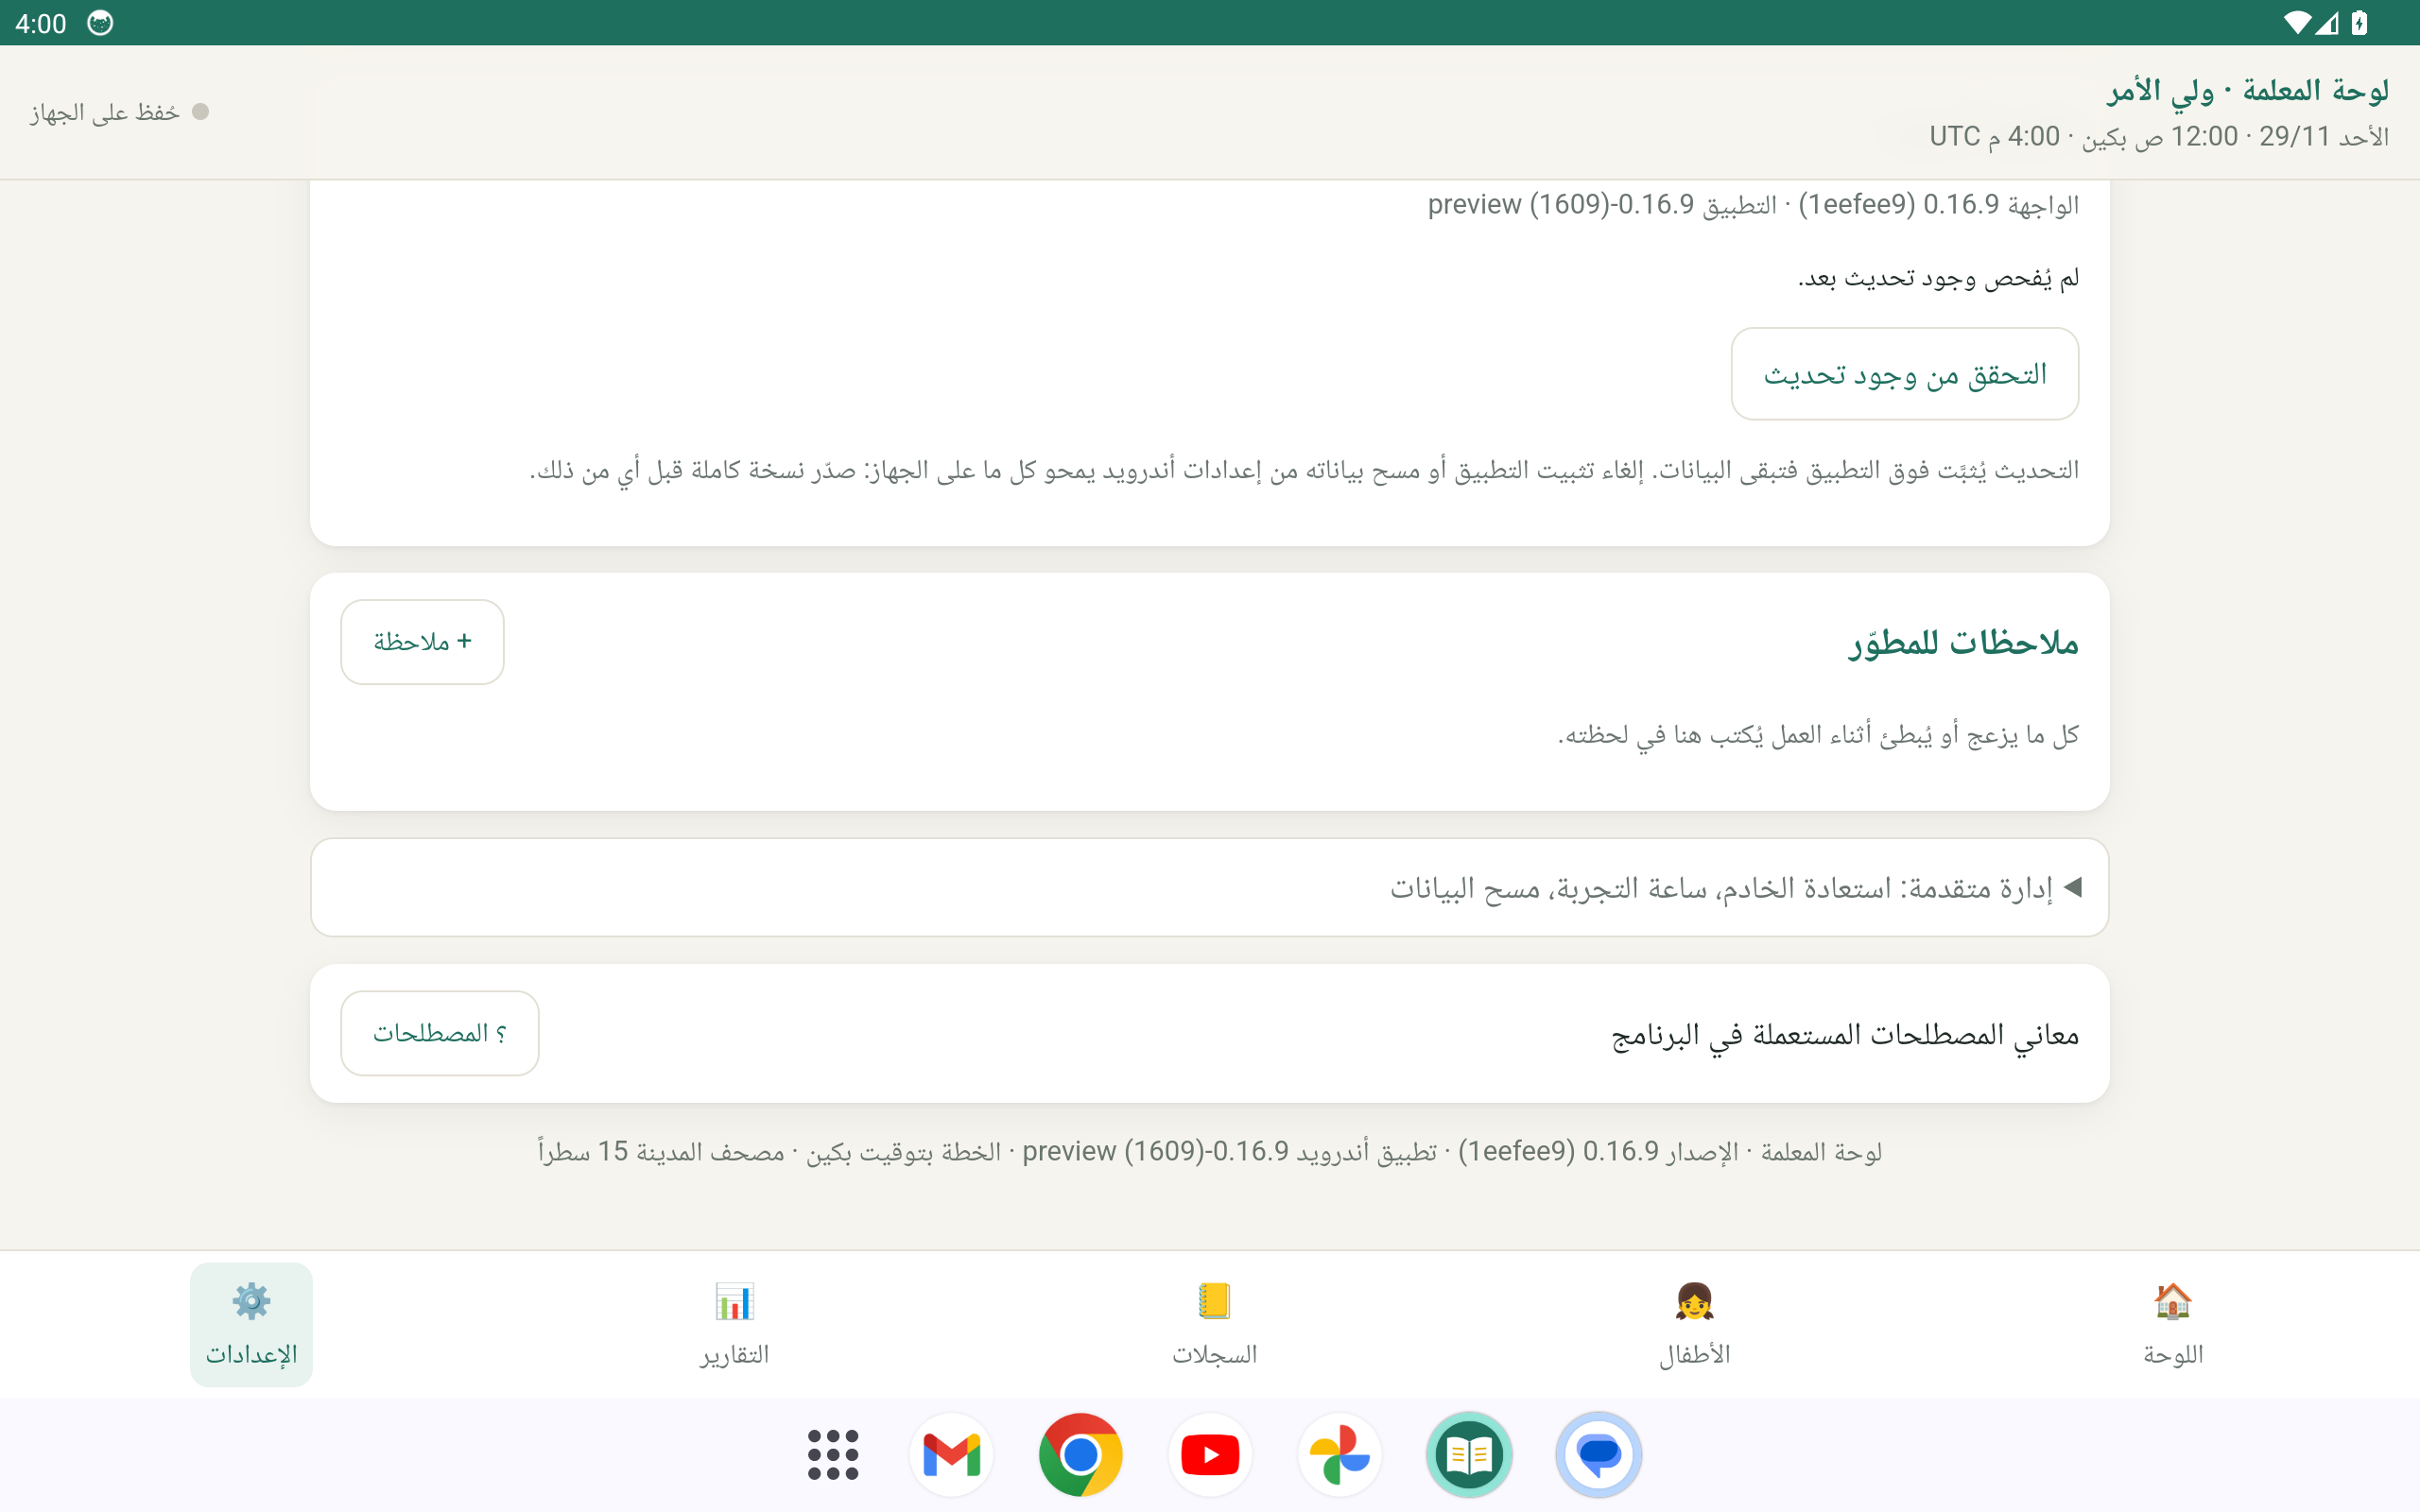 4:00
لوحة المعلمة · ولي الأمر
الأحد 29/11 · 12:00 ص بكين · 4:00 م UTC
حُفظ على الجهاز
الواجهة 0.16.9 (1eefee9) · التطبيق 0.16.9-preview (1609)
لم يُفحص وجود تحديث بعد.
التحقق من وجود تحديث
التحديث يُثبَّت فوق التطبيق فتبقى البيانات. إلغاء تثبيت التطبيق أو مسح بياناته من إعدادات أندرويد يمحو كل ما على الجهاز: صدّر نسخة كاملة قبل أي من ذلك.
ملاحظات للمطوّر
+ ملاحظة
كل ما يزعج أو يُبطئ أثناء العمل يُكتب هنا في لحظته.
إدارة متقدمة: استعادة الخادم، ساعة التجربة، مسح البيانات
معاني المصطلحات المستعملة في البرنامج
؟ المصطلحات
لوحة المعلمة · الإصدار 0.16.9 (1eefee9) · تطبيق أندرويد 0.16.9-preview (1609) · الخطة بتوقيت بكين · مصحف المدينة 15 سطراً
اللوحة
الأطفال
السجلات
التقارير
الإعدادات